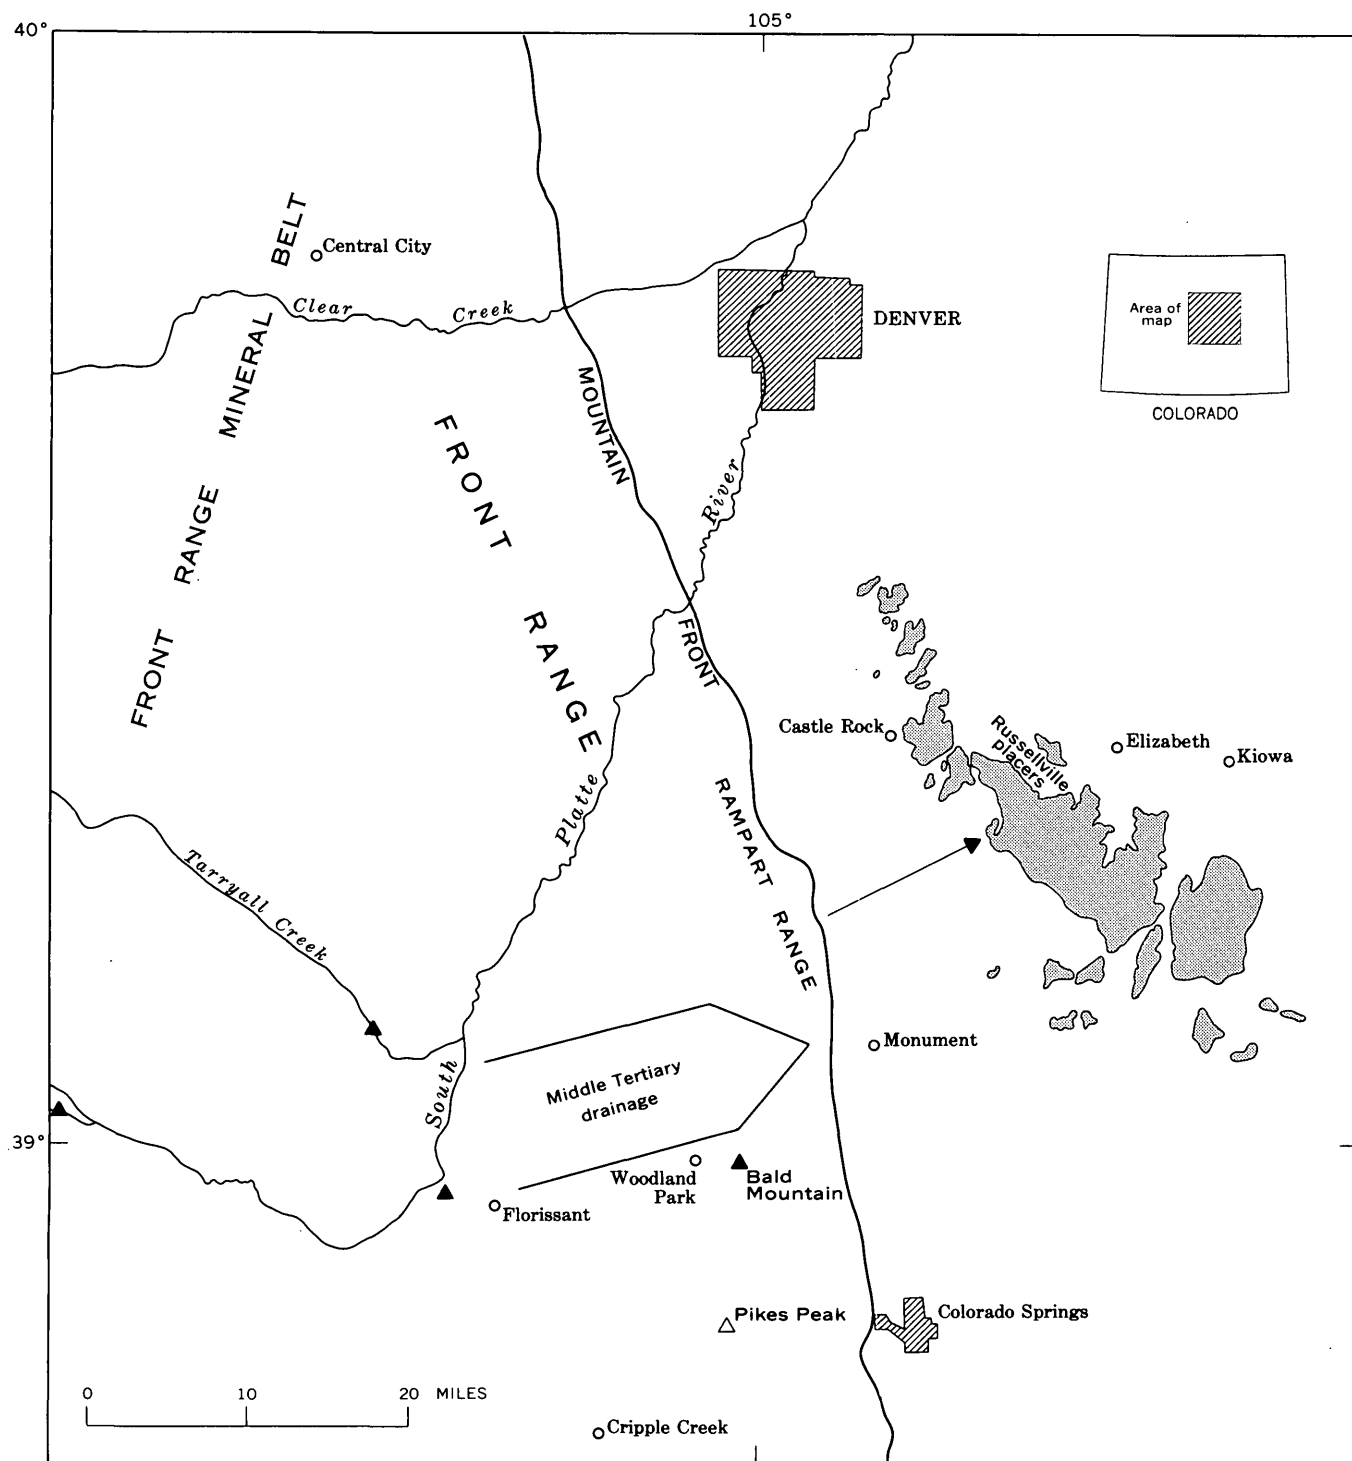 40°
105°
BELT
Central City
Clear Creek
DENVER
Area of
map
COLORADO
FRONT RANGE MINERAL
MOUNTAIN
FRONT
FRONT RANGE
River
Castle Rock
Russellville
placers
Elizabeth
Kiowa
RAMPART RANGE
Platte
Tarryall Creek
Monument
South
Middle Tertiary
drainage
39°
Woodland
Park
Bald
Mountain
Florissant
Pikes Peak
Colorado Springs
0 10 20 MILES
Cripple Creek